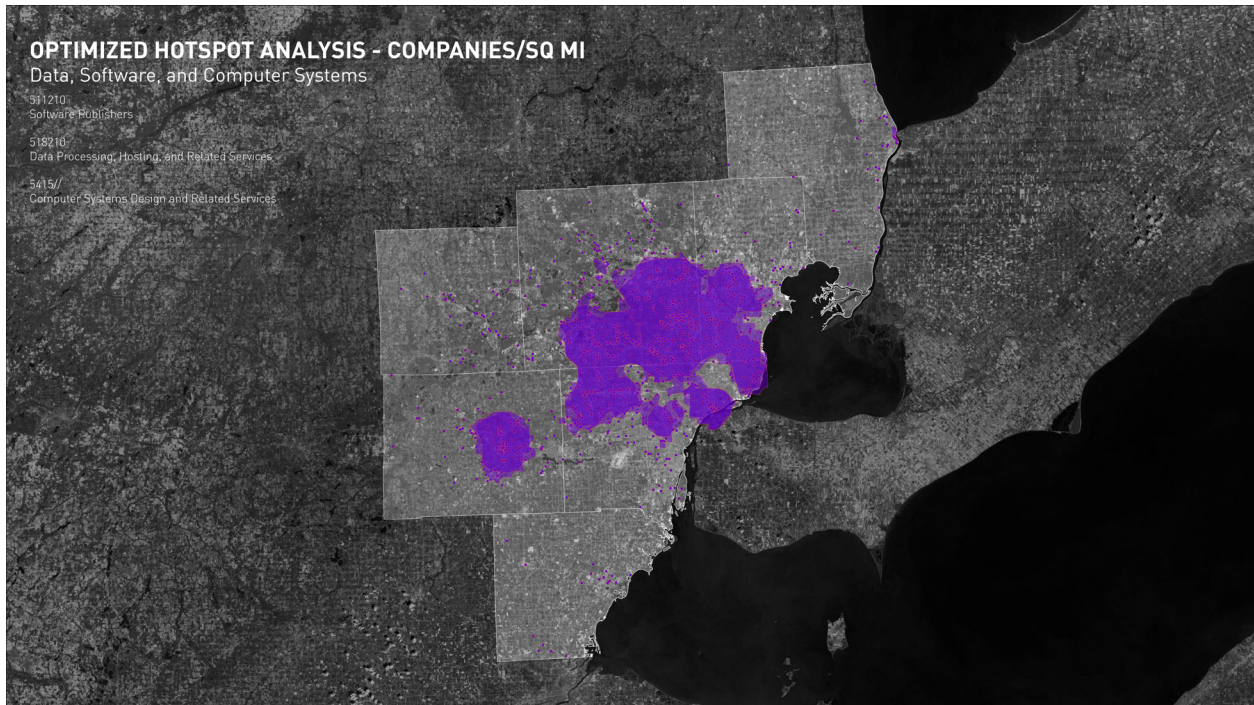 OPTIMIZED HOTSPOT ANALYSIS - COMPANIES/SQ MI
Data, Software, and Computer Systems
511210
Software Publishers
518210
Data Processing, Hosting, and Related Services
5415//
Computer Systems Design and Related Services